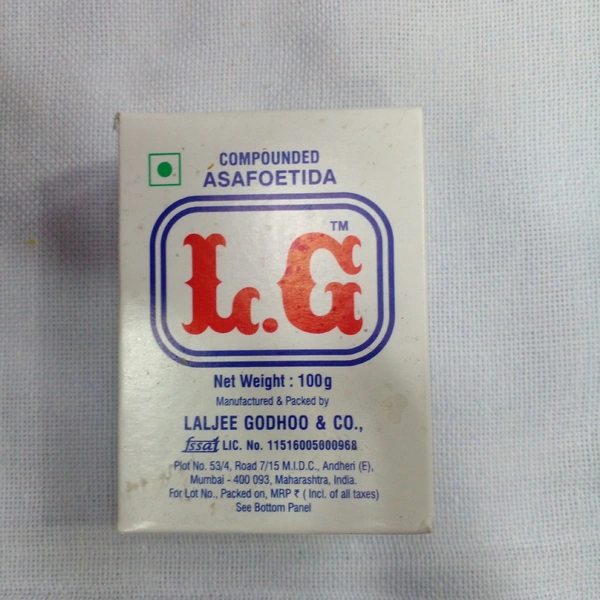 COMPOUNDED
ASAFOETIDA
L.G
TM
Net Weight : 100g
Manufactured & Packed by
LALJEE GODHOO & CO.,
fssai LIC. No. 11516005000968
Plot No. 53/4, Road 7/15 M.I.D.C., Andheri (E),
Mumbai - 400 093, Maharashtra, India.
For Lot No., Packed on, MRP ₹ ( Incl. of all taxes)
See Bottom Panel